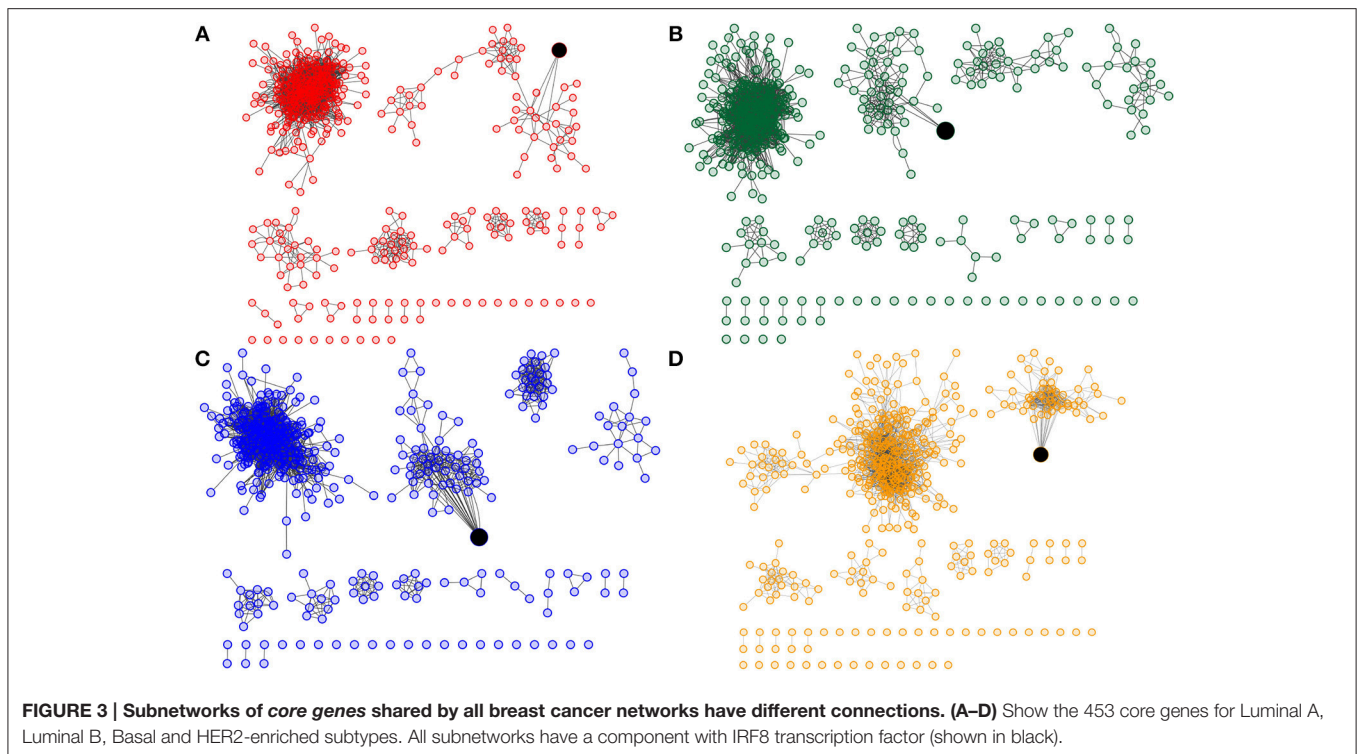 A
B
C
D
FIGURE 3 | Subnetworks of core genes shared by all breast cancer networks have different connections. (A–D) Show the 453 core genes for Luminal A,
Luminal B, Basal and HER2-enriched subtypes. All subnetworks have a component with IRF8 transcription factor (shown in black).